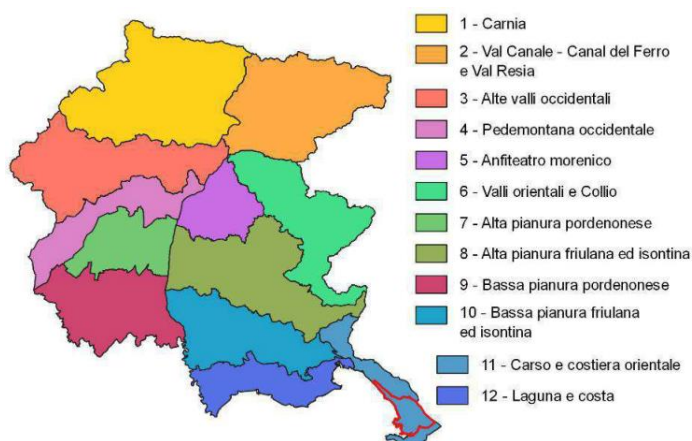 1 - Carnia
2 - Val Canale - Canal del Ferro
e Val Resia
3 - Alte valli occidentali
4 - Pedemontana occidentale
5 - Anfiteatro morenico
6 - Valli orientali e Collio
7 - Alta pianura pordenonese
8 - Alta pianura friulana ed isontina
9 - Bassa pianura pordenonese
10 - Bassa pianura friulana
ed isontina
11 - Carso e costiera orientale
12 - Laguna e costa